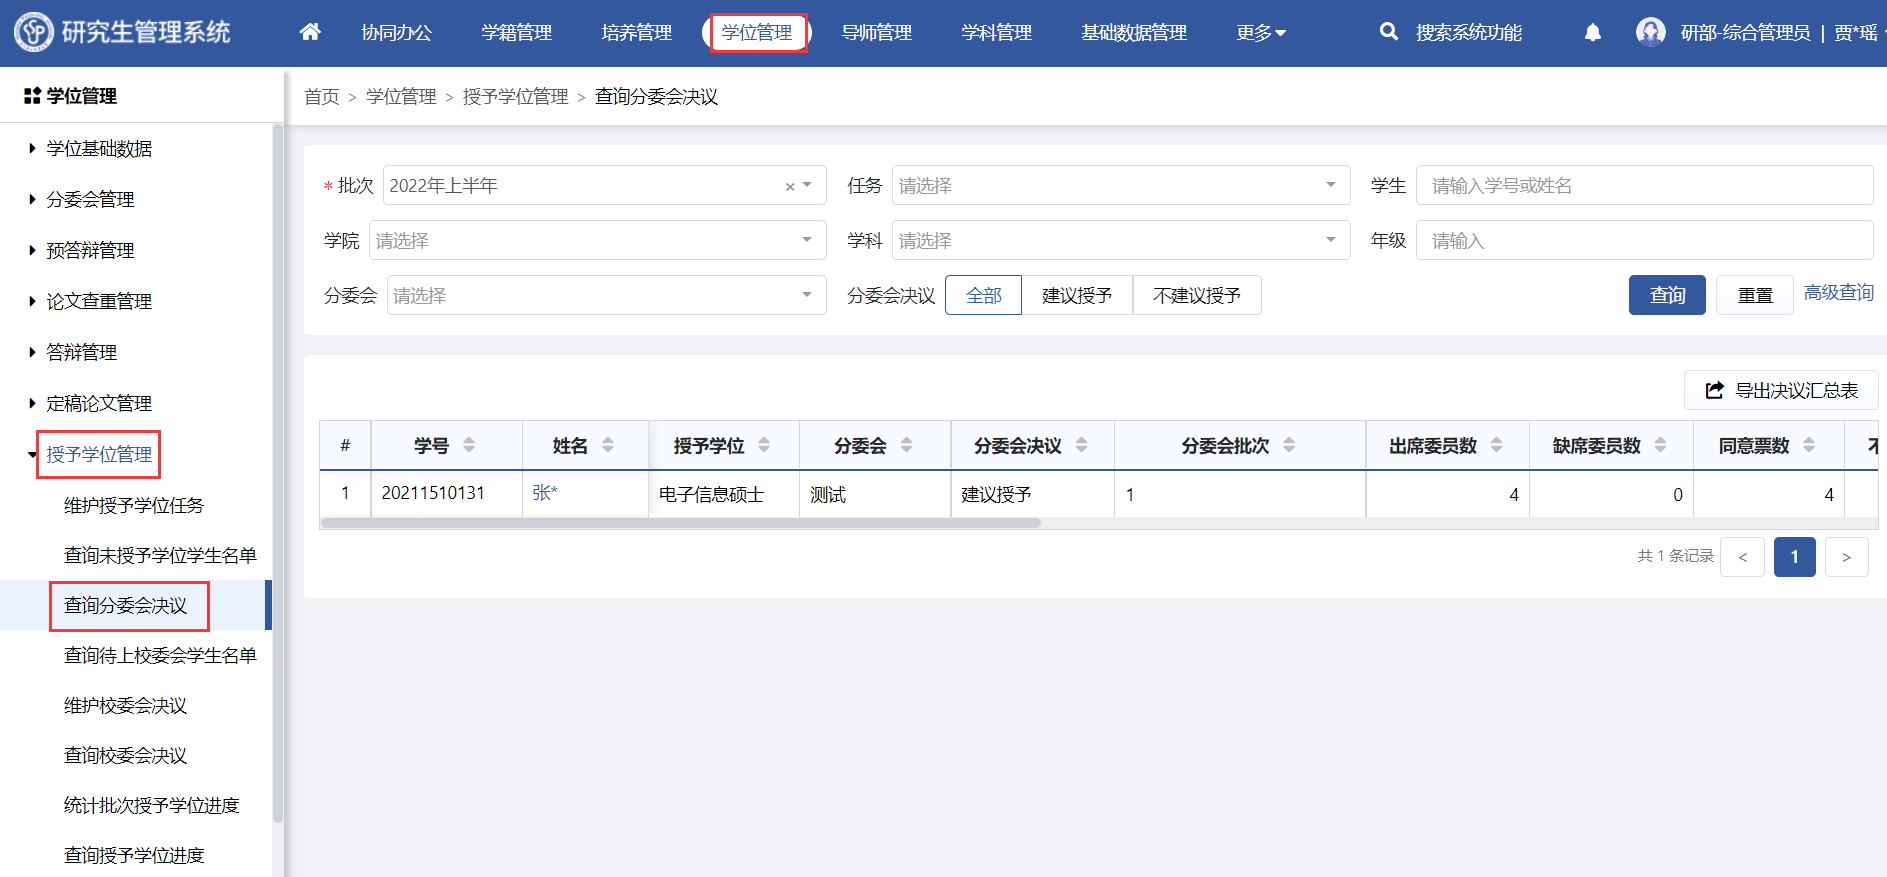 研究生管理系统 协同办公 学籍管理 培养管理 学位管理 导师管理 学科管理 基础数据管理 更多 搜索系统功能 研部-综合管理员 | 贾*瑶
学位管理
首页 > 学位管理 > 授予学位管理 > 查询分委会决议
学位基础数据
分委会管理
预答辩管理
论文查重管理
答辩管理
定稿论文管理
授予学位管理
维护授予学位任务
查询未授予学位学生名单
查询分委会决议
查询待上校委会学生名单
维护校委会决议
查询校委会决议
统计批次授予学位进度
查询授予学位进度
* 批次 2022年上半年 × 任务 请选择 学生 请输入学号或姓名
学院 请选择 学科 请选择 年级 请输入
分委会 请选择 分委会决议 全部 建议授予 不建议授予 查询 重置 高级查询
导出决议汇总表
# 学号 姓名 授予学位 分委会 分委会决议 分委会批次 出席委员数 缺席委员数 同意票数
1 20211510131 张* 电子信息硕士 测试 建议授予 1 4 0 4
共 1 条记录 < 1 >